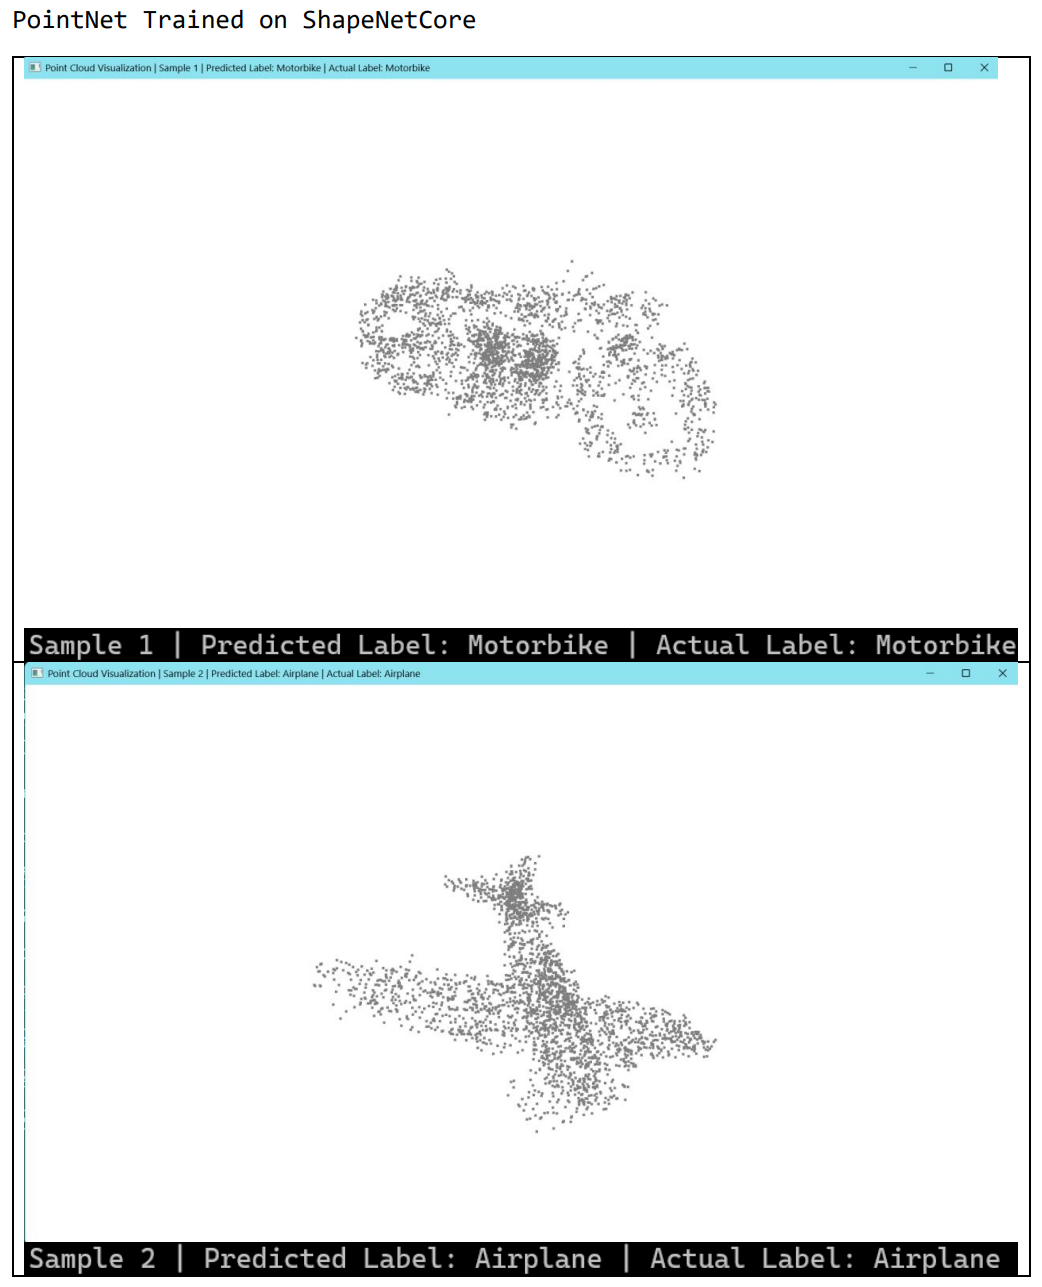 PointNet Trained on ShapeNetCore
Point Cloud Visualization | Sample 1 | Predicted Label: Motorbike | Actual Label: Motorbike
Sample 1 | Predicted Label: Motorbike | Actual Label: Motorbike
Point Cloud Visualization | Sample 2 | Predicted Label: Airplane | Actual Label: Airplane
Sample 2 | Predicted Label: Airplane | Actual Label: Airplane